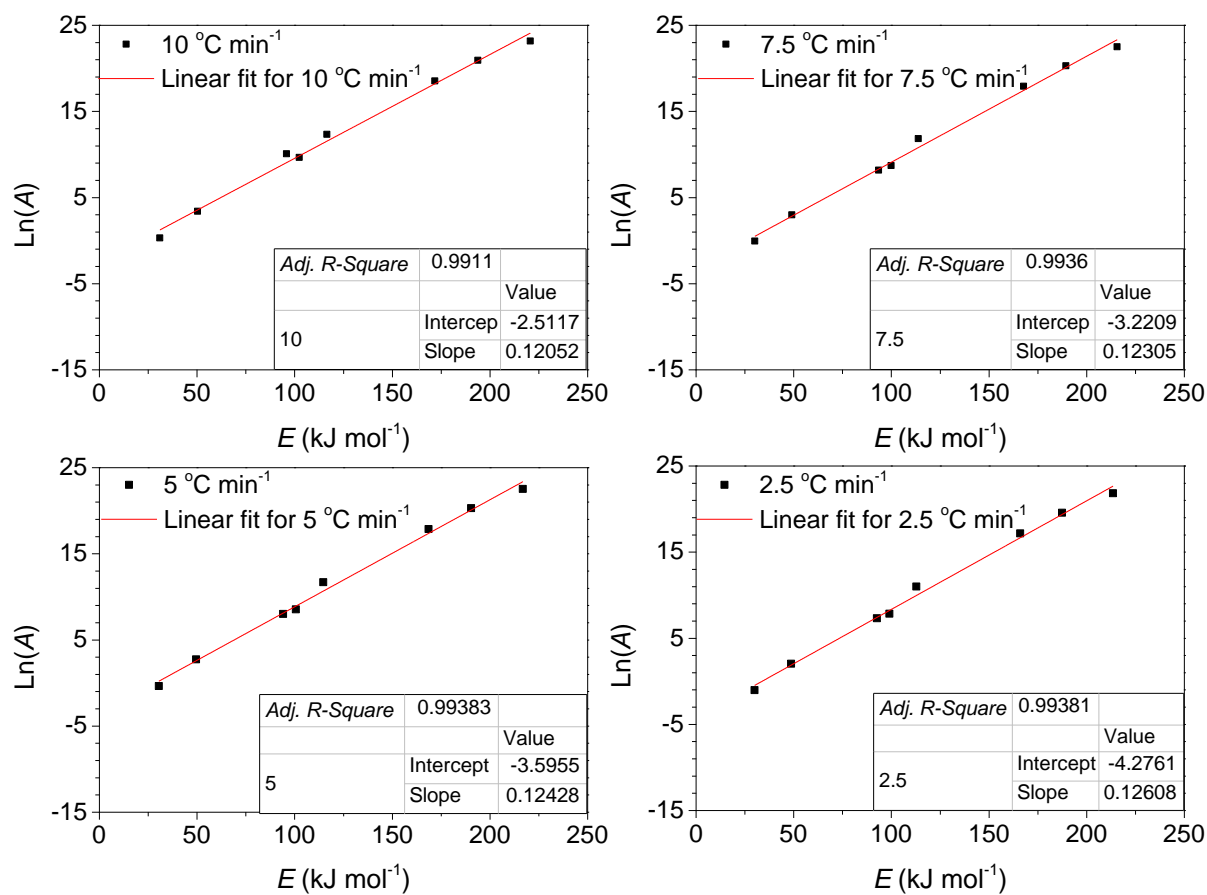 25
15
5
-5
-15
Ln(A)
10 °C min⁻¹
Linear fit for 10 °C min⁻¹
Adj. R-Square 0.9911
Value
10
Intercep -2.5117
Slope 0.12052
0 50 100 150 200 250
E (kJ mol⁻¹)
25
15
5
-5
-15
Ln(A)
7.5 °C min⁻¹
Linear fit for 7.5 °C min⁻¹
Adj. R-Square 0.9936
Value
7.5
Intercep -3.2209
Slope 0.12305
0 50 100 150 200 250
E (kJ mol⁻¹)
25
15
5
-5
-15
Ln(A)
5 °C min⁻¹
Linear fit for 5 °C min⁻¹
Adj. R-Square 0.99383
Value
5
Intercept -3.5955
Slope 0.12428
0 50 100 150 200 250
E (kJ mol⁻¹)
25
15
5
-5
-15
Ln(A)
2.5 °C min⁻¹
Linear fit for 2.5 °C min⁻¹
Adj. R-Square 0.99381
Value
2.5
Intercept -4.2761
Slope 0.12608
0 50 100 150 200 250
E (kJ mol⁻¹)